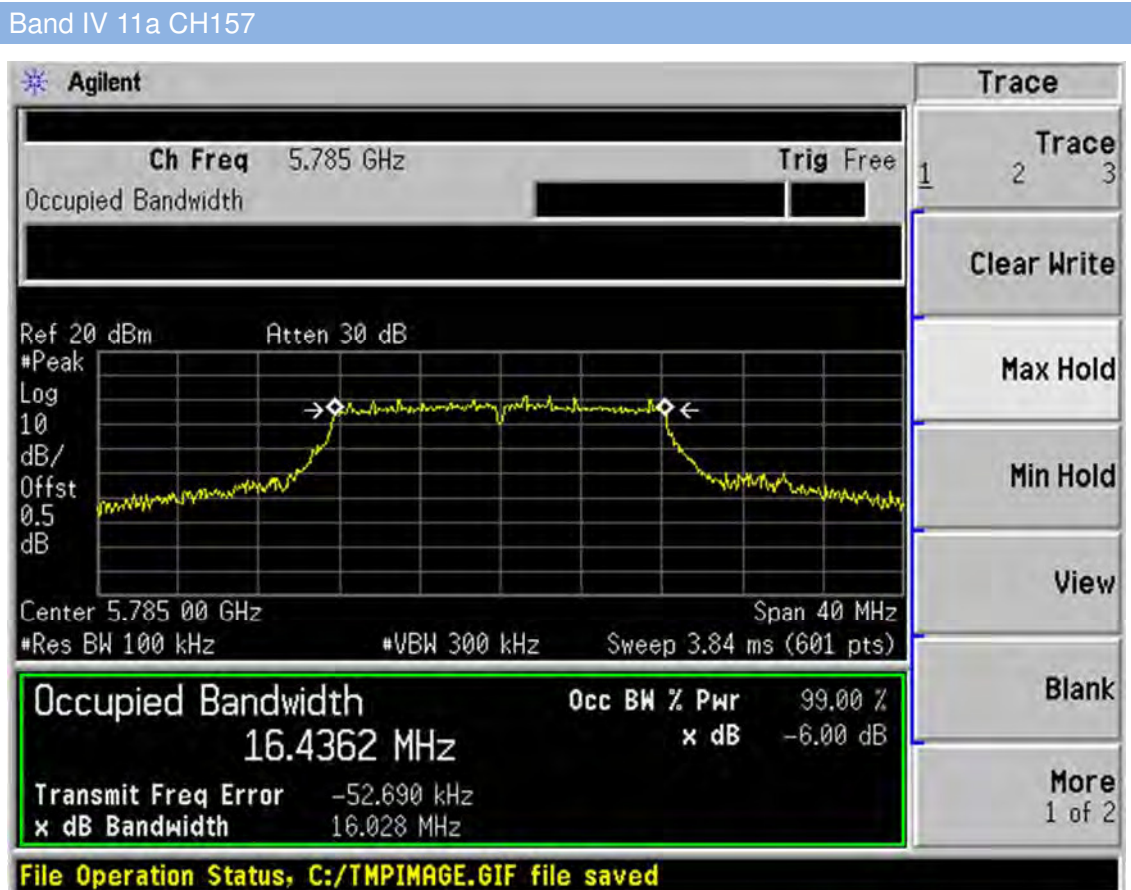 Band IV 11a CH157
Agilent
Trace
Ch Freq 5.785 GHz Trig Free
Occupied Bandwidth
Trace
1 2 3
Clear Write
Max Hold
Min Hold
View
Blank
More
1 of 2
Ref 20 dBm Atten 30 dB
#Peak
Log
10
dB/
Offst
0.5
dB
Center 5.785 00 GHz Span 40 MHz
#Res BW 100 kHz #VBW 300 kHz Sweep 3.84 ms (601 pts)
Occupied Bandwidth
16.4362 MHz
Occ BW % Pwr 99.00 %
x dB -6.00 dB
Transmit Freq Error -52.690 kHz
x dB Bandwidth 16.028 MHz
File Operation Status, C:/TMPIMAGE.GIF file saved